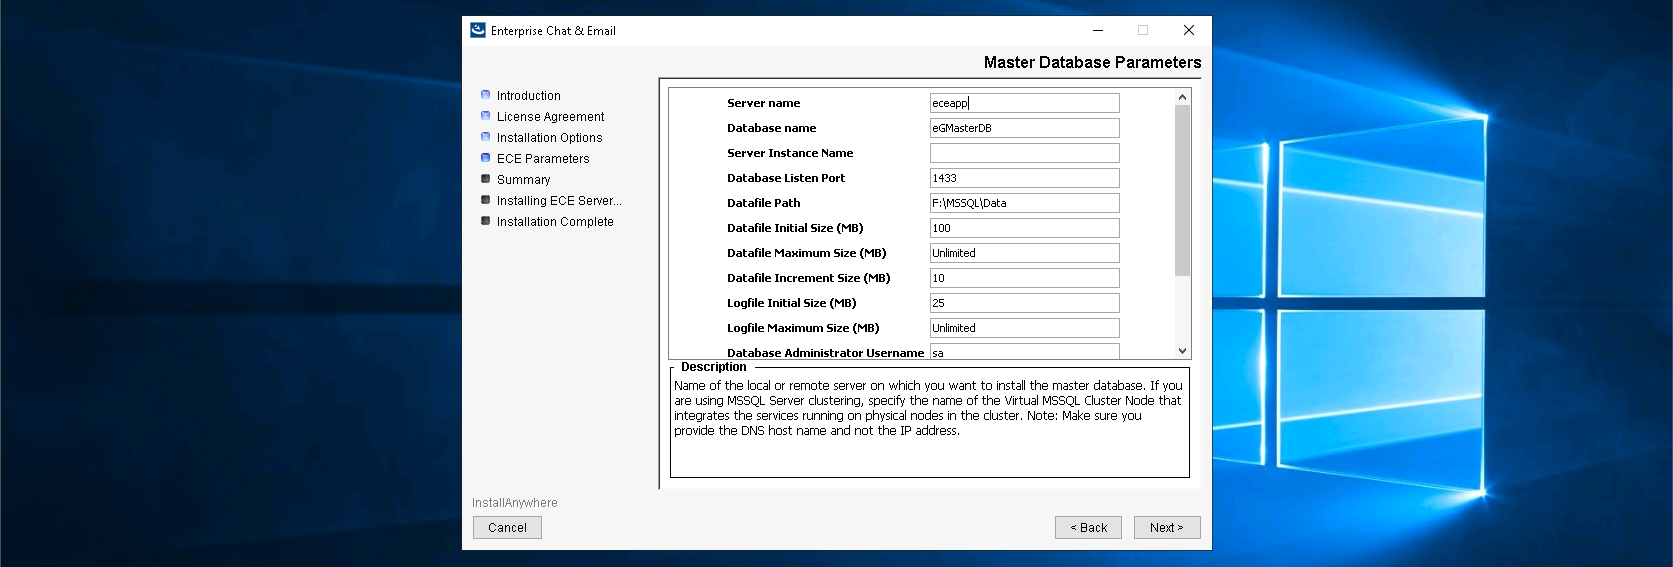 Enterprise Chat & Email
Master Database Parameters
Introduction
License Agreement
Installation Options
ECE Parameters
Summary
Installing ECE Server...
Installation Complete
Server name eceapp
Database name eGMasterDB
Server Instance Name
Database Listen Port 1433
Datafile Path F:\MSSQL\Data
Datafile Initial Size (MB) 100
Datafile Maximum Size (MB) Unlimited
Datafile Increment Size (MB) 10
Logfile Initial Size (MB) 25
Logfile Maximum Size (MB) Unlimited
Database Administrator Username sa
Description
Name of the local or remote server on which you want to install the master database. If you
are using MSSQL Server clustering, specify the name of the Virtual MSSQL Cluster Node that
integrates the services running on physical nodes in the cluster. Note: Make sure you
provide the DNS host name and not the IP address.
InstallAnywhere
Cancel
< Back
Next >